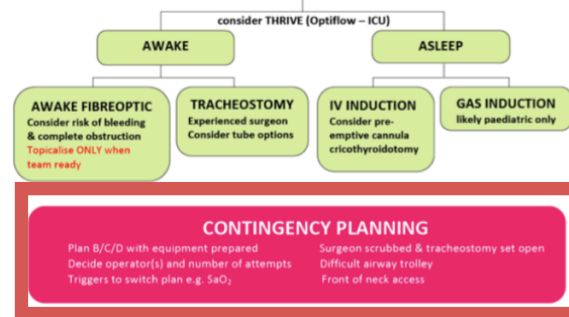 consider THRIVE (Optiflow – ICU)
AWAKE
ASLEEP
AWAKE FIBREOPTIC
Consider risk of bleeding
& complete obstruction
Topicalise ONLY when
team ready
TRACHEOSTOMY
Experienced surgeon
Consider tube options
IV INDUCTION
Consider pre-
emptive cannula
cricothyroidotomy
GAS INDUCTION
likely paediatric only
CONTINGENCY PLANNING
Plan B/C/D with equipment prepared
Decide operator(s) and number of attempts
Triggers to switch plan e.g. SaO₂
Surgeon scrubbed & tracheostomy set open
Difficult airway trolley
Front of neck access